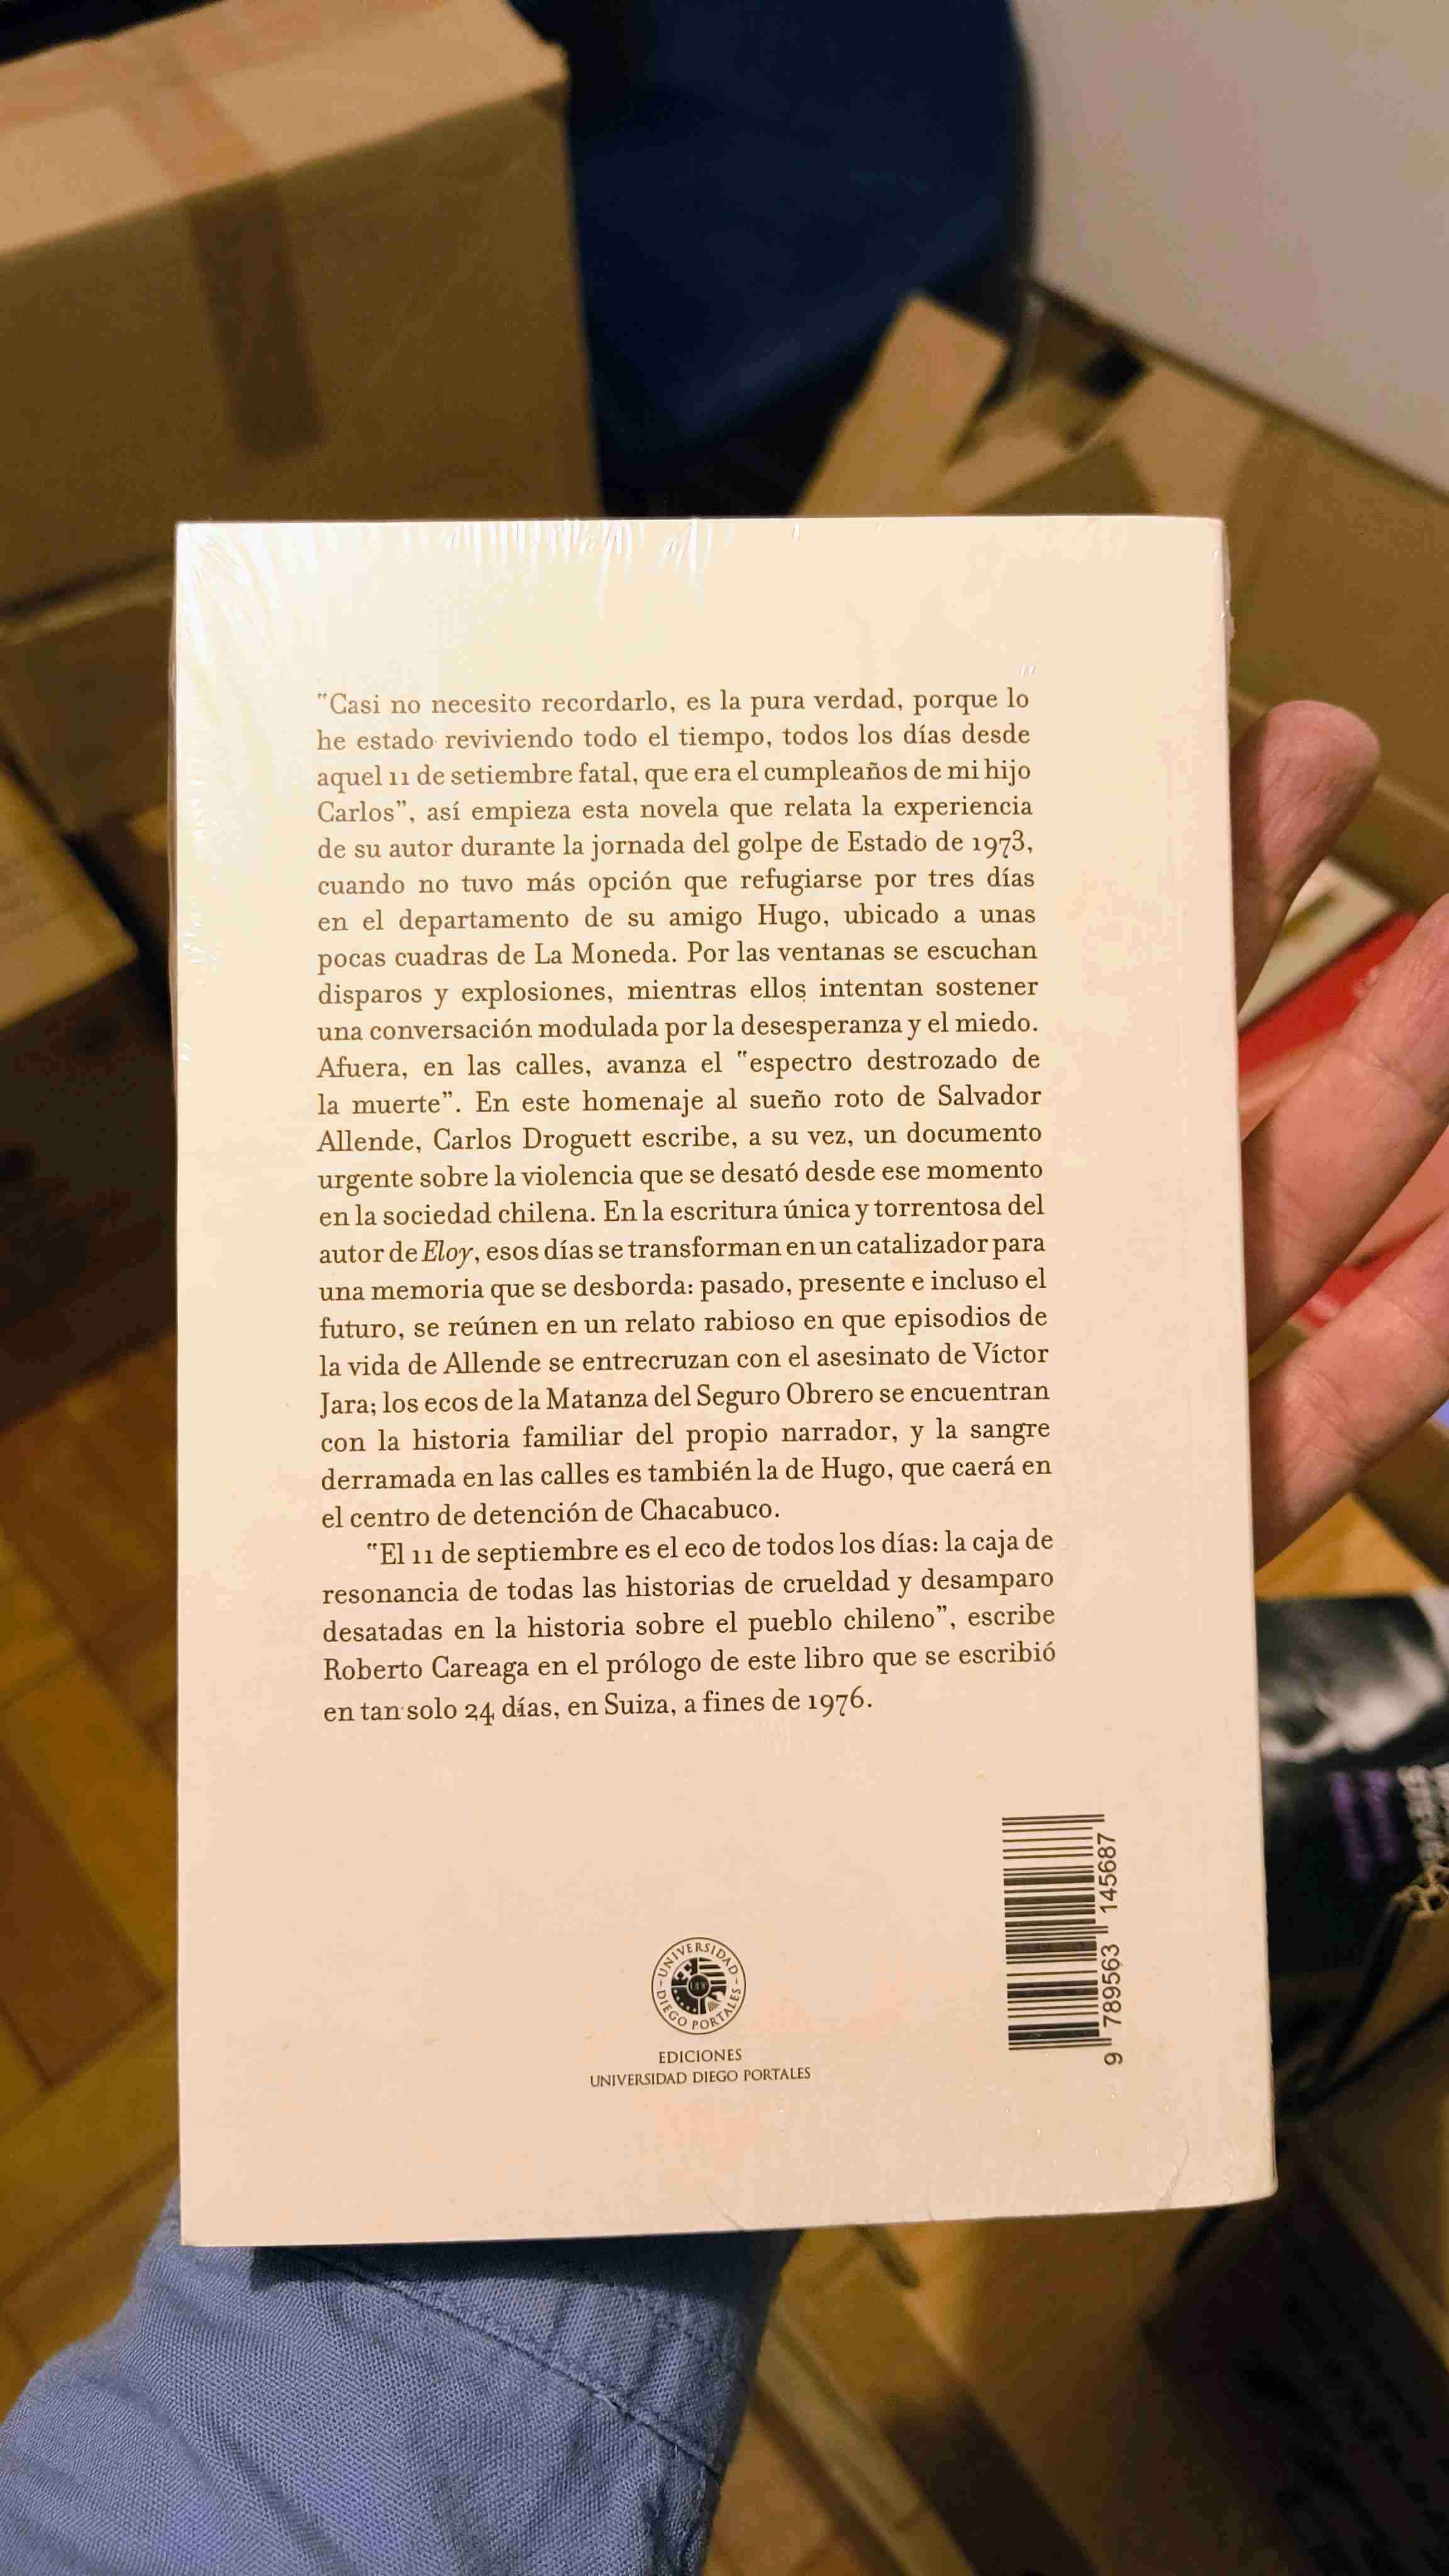 "Casi no necesito recordarlo, es la pura verdad, porque lo
he estado reviviendo todo el tiempo, todos los días desde
aquel 11 de setiembre fatal, que era el cumpleaños de mi hijo
Carlos", así empieza esta novela que relata la experiencia
de su autor durante la jornada del golpe de Estado de 1973,
cuando no tuvo más opción que refugiarse por tres días
en el departamento de su amigo Hugo, ubicado a unas
pocas cuadras de La Moneda. Por las ventanas se escuchan
disparos y explosiones, mientras ellos intentan sostener
una conversación modulada por la desesperanza y el miedo.
Afuera, en las calles, avanza el "espectro destrozado de
la muerte". En este homenaje al sueño roto de Salvador
Allende, Carlos Droguett escribe, a su vez, un documento
urgente sobre la violencia que se desató desde ese momento
en la sociedad chilena. En la escritura única y torrentosa del
autor de Eloy, esos días se transforman en un catalizador para
una memoria que se desborda: pasado, presente e incluso el
futuro, se reúnen en un relato rabioso en que episodios de
la vida de Allende se entrecruzan con el asesinato de Víctor
Jara; los ecos de la Matanza del Seguro Obrero se encuentran
con la historia familiar del propio narrador, y la sangre
derramada en las calles es también la de Hugo, que caerá en
el centro de detención de Chacabuco.
"El 11 de septiembre es el eco de todos los días: la caja de
resonancia de todas las historias de crueldad y desamparo
desatadas en la historia sobre el pueblo chileno", escribe
Roberto Careaga en el prólogo de este libro que se escribió
en tan solo 24 días, en Suiza, a fines de 1976.
9 789563 145687
UNIVERSIDAD DIEGO PORTALES
EDICIONES
UNIVERSIDAD DIEGO PORTALES